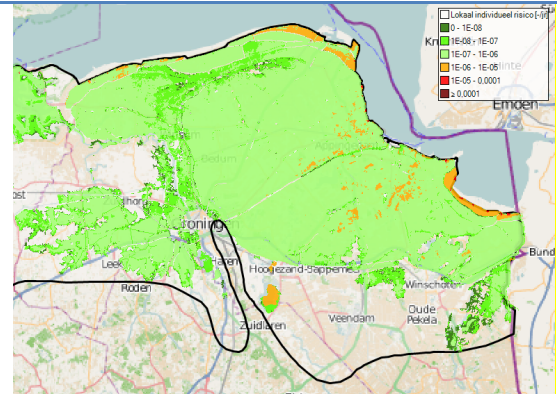 Lokaal individueel risico [-/jr]
0 - 1E-08
1E-08 - 1E-07
1E-07 - 1E-06
1E-06 - 1E-05
1E-05 - 0,0001
≥ 0,0001
Emden
Bedum
Haren
Leek
Roden
Hoogezand-Sappemeer
Zuidlaren
Veendam
Winschoten
Oude
Pekela
Bund